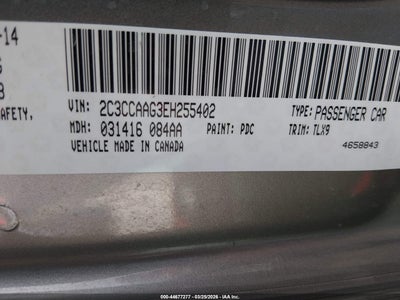 -14
SAFETY,
VIN: 2C3CCAAG3EH255402
TYPE: PASSENGER CAR
MDH: 031416 084AA
PAINT: PDC
TRIM: TLX9
VEHICLE MADE IN CANADA
4658843
000-44677277 - 03/29/2026 - IAA Inc.